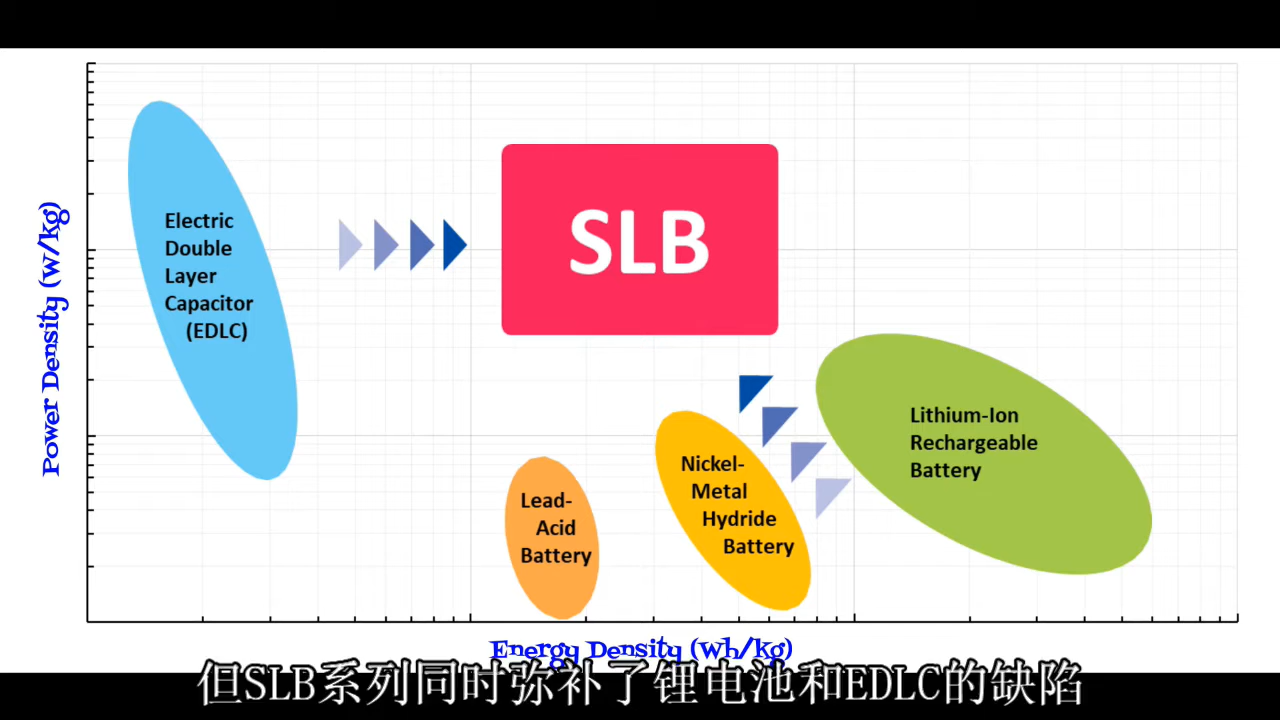 Power Density (W/kg)
Electric
Double
Layer
Capacitor
(EDLC)
SLB
Lithium-Ion
Rechargeable
Battery
Nickel-
Metal
Hydride
Battery
Lead-
Acid
Battery
Energy Density (Wh/kg)
但SLB系列同时弥补了锂电池和EDLC的缺陷